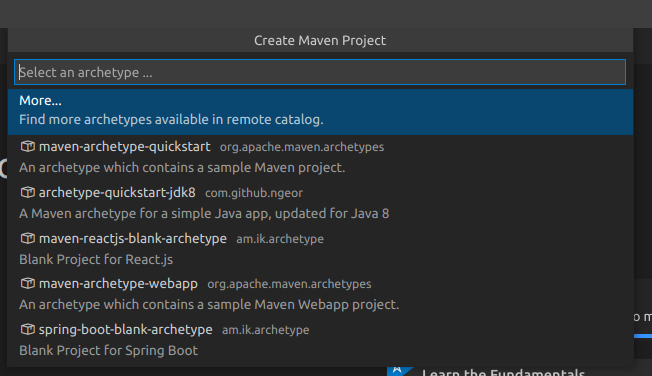 Create Maven Project
Select an archetype ...
More...
Find more archetypes available in remote catalog.
maven-archetype-quickstart org.apache.maven.archetypes
An archetype which contains a sample Maven project.
archetype-quickstart-jdk8 com.github.ngeor
A Maven archetype for a simple Java app, updated for Java 8
maven-reactjs-blank-archetype am.ik.archetype
Blank Project for React.js
maven-archetype-webapp org.apache.maven.archetypes
An archetype which contains a sample Maven Webapp project.
spring-boot-blank-archetype am.ik.archetype
Blank Project for Spring Boot
Learn the Fundamentals